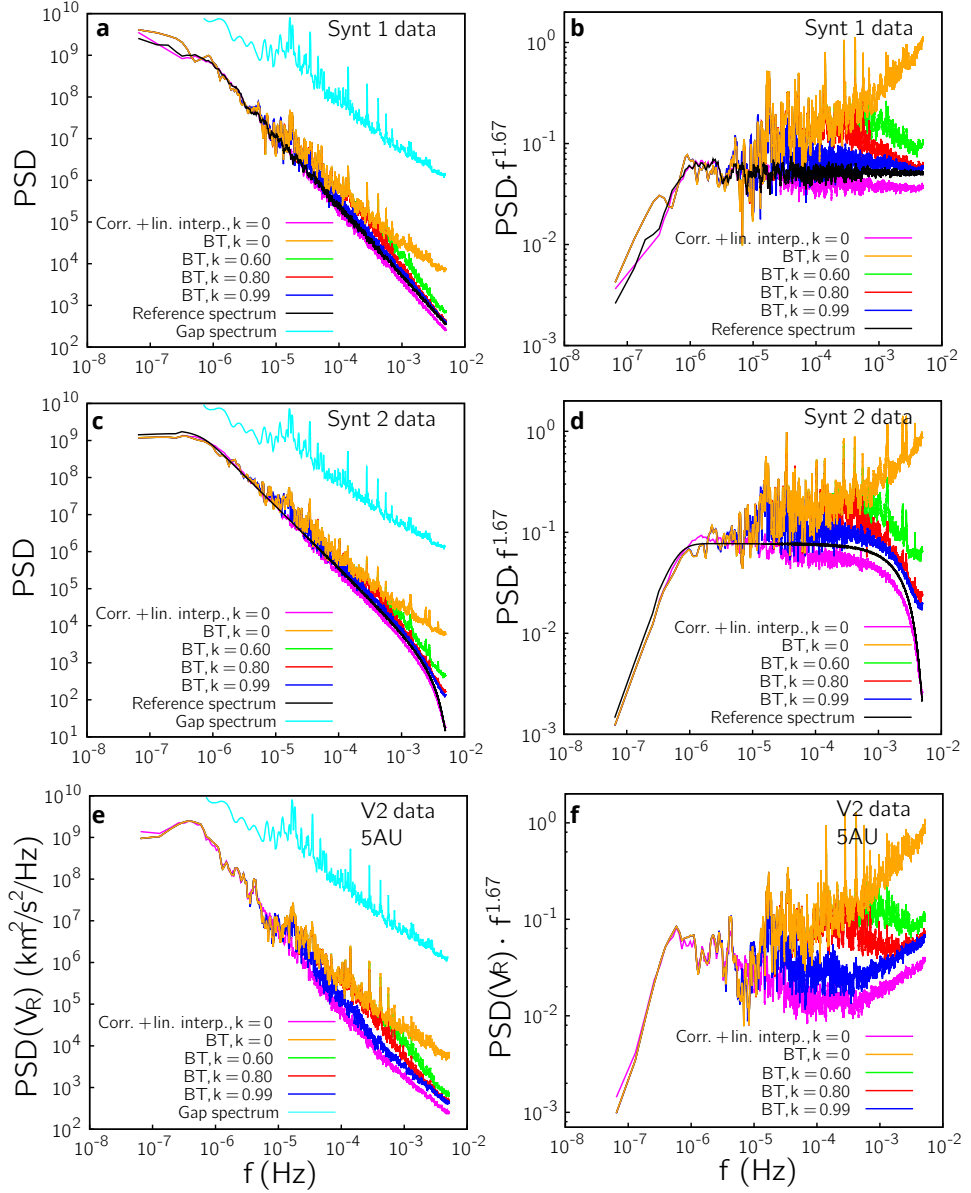 a
Synt 1 data
PSD
10^10
10^9
10^8
10^7
10^6
10^5
10^4
10^3
10^2
Corr. + lin. interp., k = 0
BT, k = 0
BT, k = 0.60
BT, k = 0.80
BT, k = 0.99
Reference spectrum
Gap spectrum
10^-8 10^-7 10^-6 10^-5 10^-4 10^-3 10^-2
b
Synt 1 data
PSD· f^1.67
10^0
10^-1
10^-2
10^-3
Corr. + lin. interp., k = 0
BT, k = 0
BT, k = 0.60
BT, k = 0.80
BT, k = 0.99
Reference spectrum
10^-8 10^-7 10^-6 10^-5 10^-4 10^-3 10^-2
c
Synt 2 data
PSD
10^10
10^9
10^8
10^7
10^6
10^5
10^4
10^3
10^2
10^1
Corr. + lin. interp., k = 0
BT, k = 0
BT, k = 0.60
BT, k = 0.80
BT, k = 0.99
Reference spectrum
Gap spectrum
10^-8 10^-7 10^-6 10^-5 10^-4 10^-3 10^-2
d
Synt 2 data
PSD· f^1.67
10^0
10^-1
10^-2
10^-3
Corr. + lin. interp., k = 0
BT, k = 0
BT, k = 0.60
BT, k = 0.80
BT, k = 0.99
Reference spectrum
10^-8 10^-7 10^-6 10^-5 10^-4 10^-3 10^-2
e
V2 data
5AU
PSD(V_R) (km^2/s^2/Hz)
10^10
10^9
10^8
10^7
10^6
10^5
10^4
10^3
10^2
Corr. + lin. interp., k = 0
BT, k = 0
BT, k = 0.60
BT, k = 0.80
BT, k = 0.99
Gap spectrum
10^-8 10^-7 10^-6 10^-5 10^-4 10^-3 10^-2
f (Hz)
f
V2 data
5AU
PSD(V_R) · f^1.67
10^0
10^-1
10^-2
10^-3
Corr. + lin. interp., k = 0
BT, k = 0
BT, k = 0.60
BT, k = 0.80
BT, k = 0.99
10^-8 10^-7 10^-6 10^-5 10^-4 10^-3 10^-2
f (Hz)